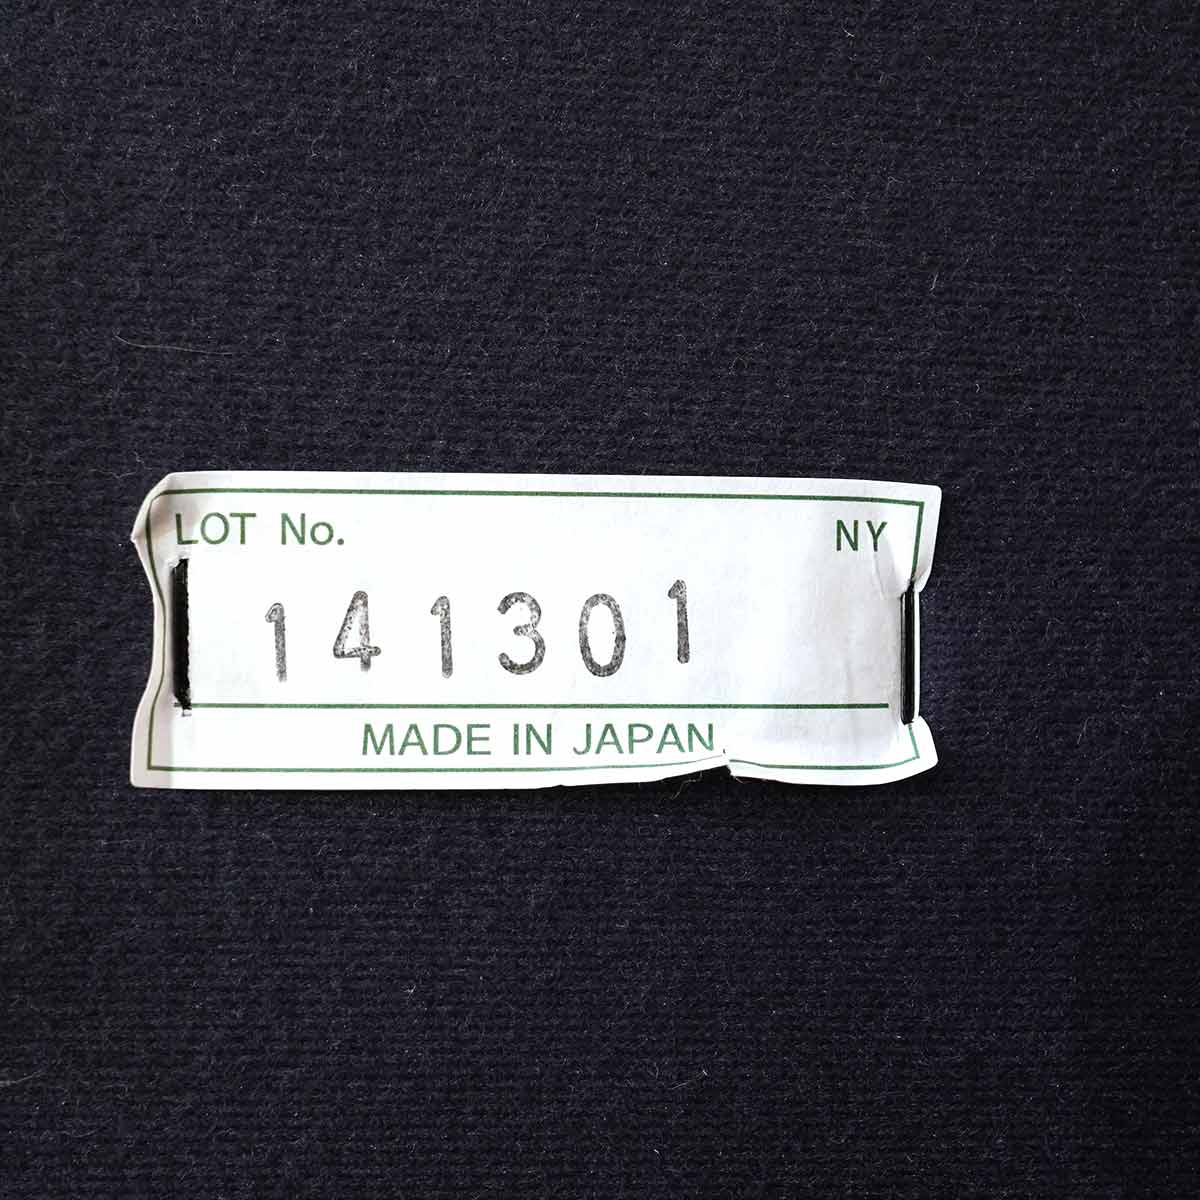 LOT No. NY
141301
MADE IN JAPAN